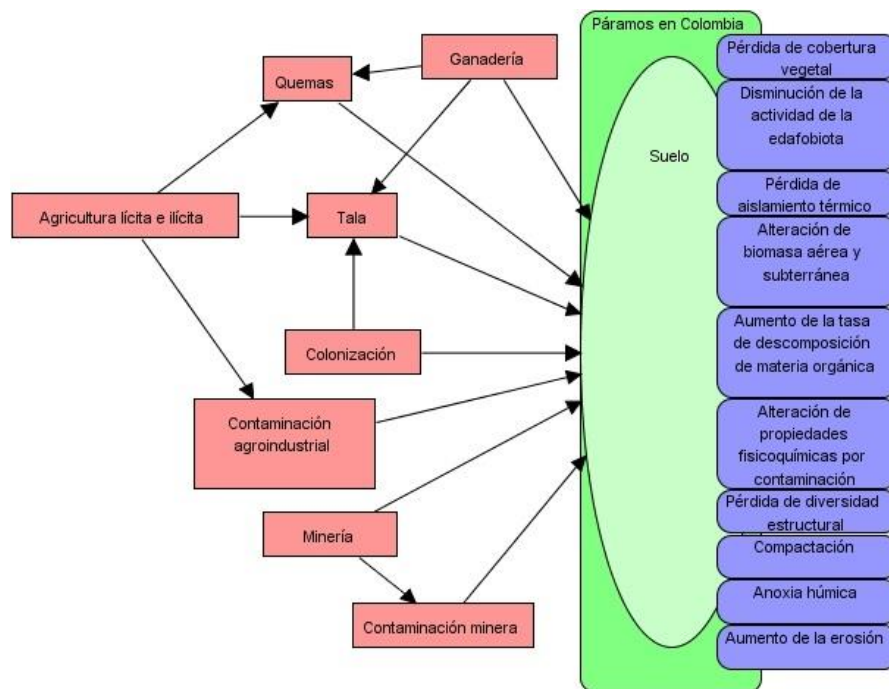 Páramos en Colombia
Ganadería
Quemas
Agricultura lícita e ilícita
Tala
Colonización
Contaminación
agroindustrial
Minería
Contaminación minera
Suelo
Pérdida de cobertura
vegetal
Disminución de la
actividad de la
edafobiota
Pérdida de
aislamiento térmico
Alteración de
biomasa aérea y
subterránea
Aumento de la tasa
de descomposición
de materia orgánica
Alteración de
propiedades
fisicoquímicas por
contaminación
Pérdida de diversidad
estructural
Compactación
Anoxia húmica
Aumento de la erosión